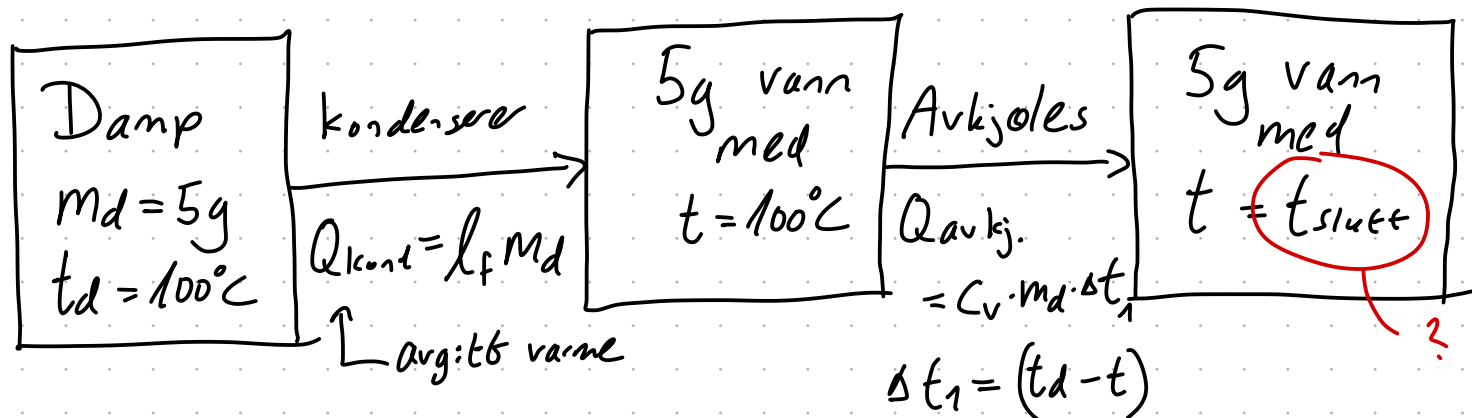 Damp
md = 5g
td = 100°C
kondenserer
Qkond = lf md
avgitt varme
5g vann
med
t = 100°C
Avkjøles
Qavkj.
= Cv · md · Δt1
Δt1 = (td - t)
5g vann
med
t = tslutt
?